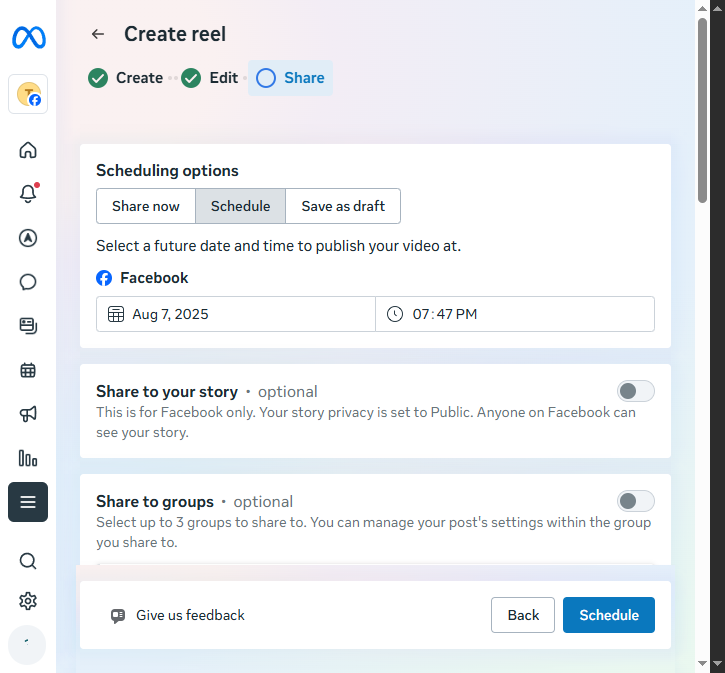 Create reel
Create
Edit
Share
Scheduling options
Share now
Schedule
Save as draft
Select a future date and time to publish your video at.
Facebook
Aug 7, 2025
07:47 PM
Share to your story • optional
This is for Facebook only. Your story privacy is set to Public. Anyone on Facebook can
see your story.
Share to groups • optional
Select up to 3 groups to share to. You can manage your post's settings within the group
you share to.
Give us feedback
Back
Schedule